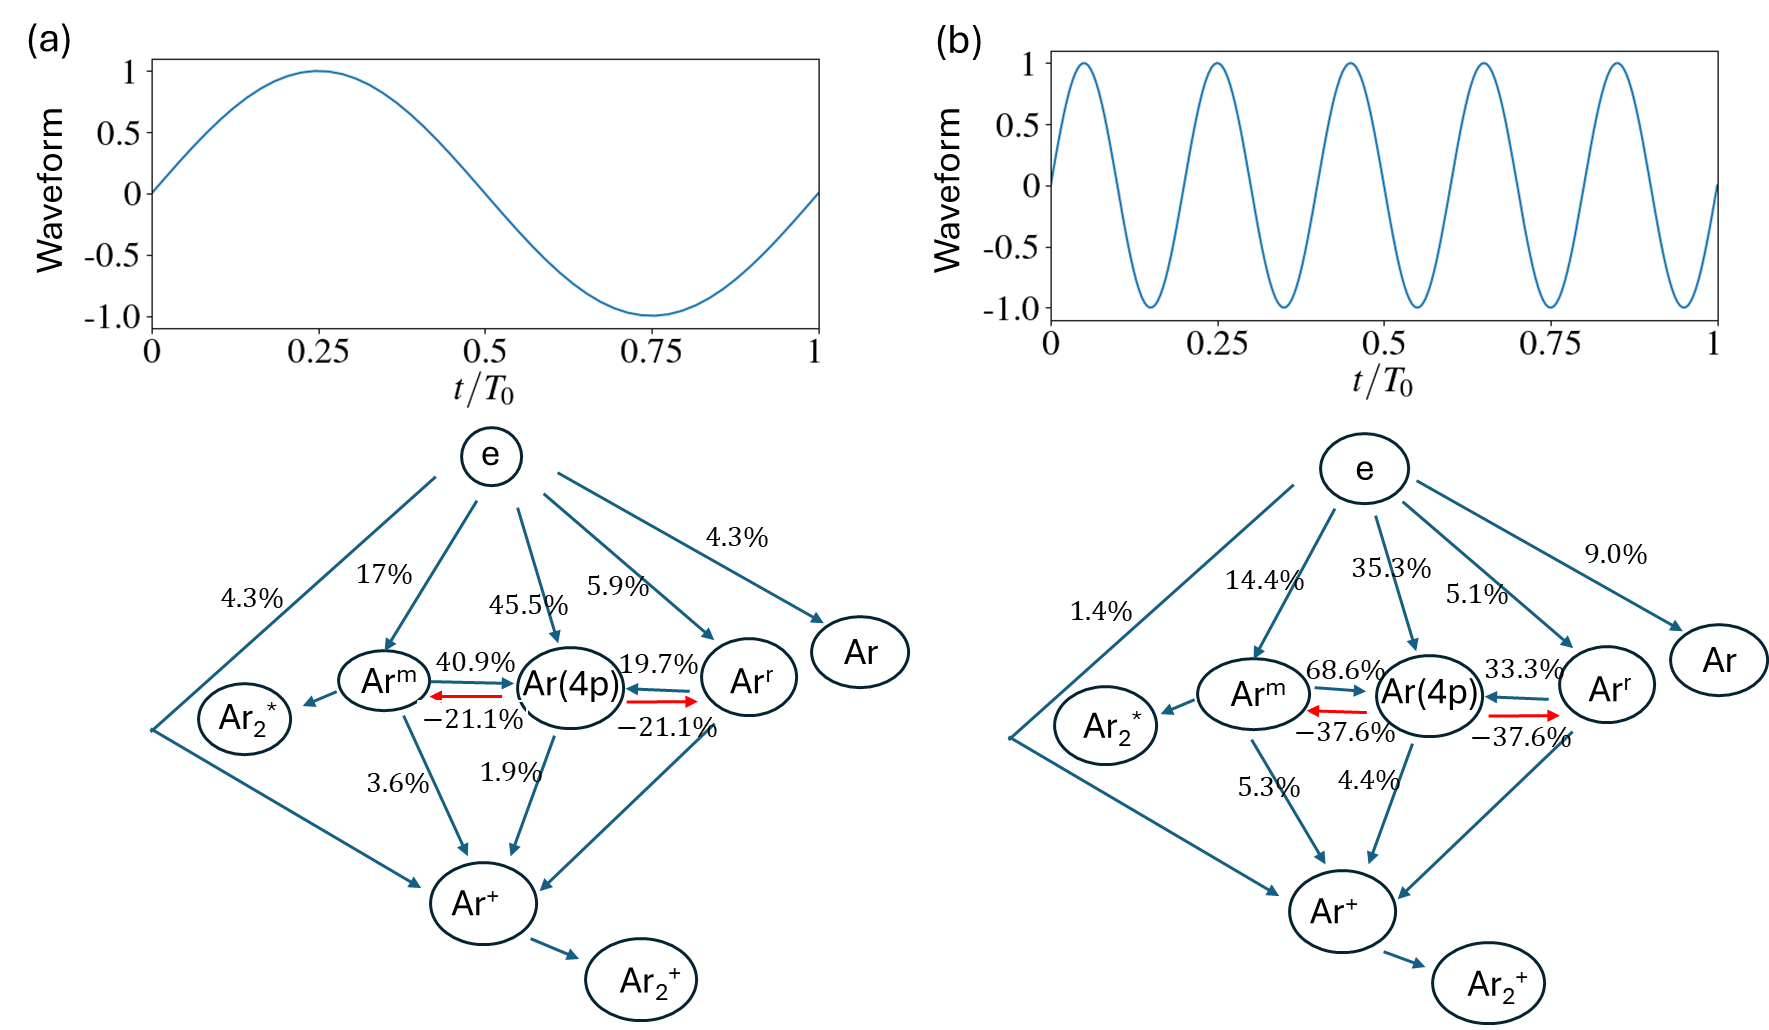 (a)
Waveform
1
0.5
0
-0.5
-1.0
0 0.25 0.5 0.75 1
t/T₀
e
4.3%
17%
45.5%
5.9%
4.3%
Ar
Arᵐ
40.9%
−21.1%
Ar(4p)
19.7%
−21.1%
Arʳ
Ar₂*
3.6%
1.9%
Ar⁺
Ar₂⁺
(b)
Waveform
1
0.5
0
-0.5
-1.0
0 0.25 0.5 0.75 1
t/T₀
e
1.4%
14.4%
35.3%
5.1%
9.0%
Ar
Arᵐ
68.6%
−37.6%
Ar(4p)
33.3%
−37.6%
Arʳ
Ar₂*
5.3%
4.4%
Ar⁺
Ar₂⁺